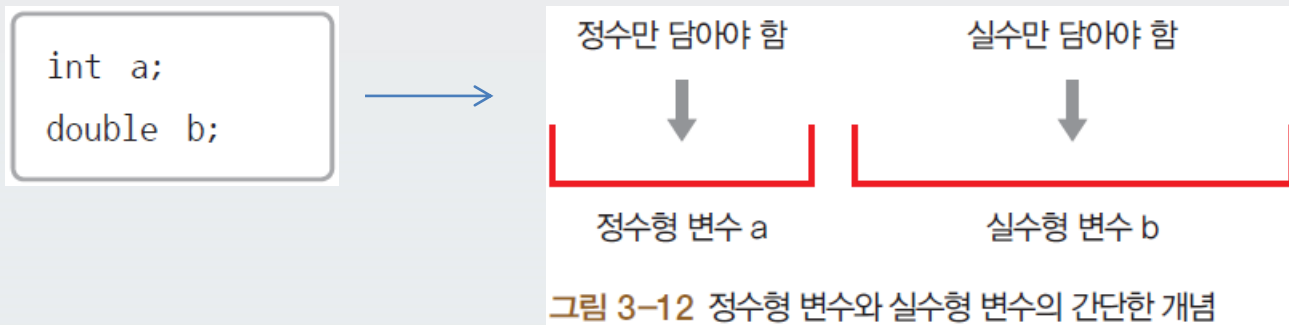 int a;
double b;
정수만 담아야 함
실수만 담아야 함
정수형 변수 a
실수형 변수 b
그림 3-12 정수형 변수와 실수형 변수의 간단한 개념